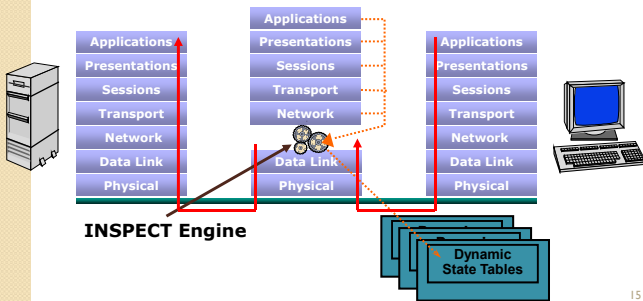 Applications
Presentations
Sessions
Transport
Network
Data Link
Physical
Applications
Presentations
Sessions
Transport
Network
Data Link
Physical
Applications
Presentations
Sessions
Transport
Network
Data Link
Physical
INSPECT Engine
Dynamic
State Tables
15